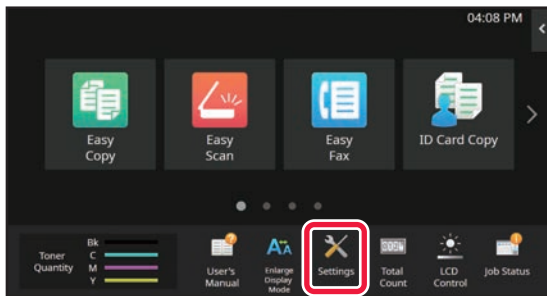 04:08 PM
Easy
Copy
Easy
Scan
Easy
Fax
ID Card Copy
Toner
Quantity
Bk
C
M
Y
User's
Manual
Enlarge
Display
Mode
Settings
Total
Count
LCD
Control
Job Status